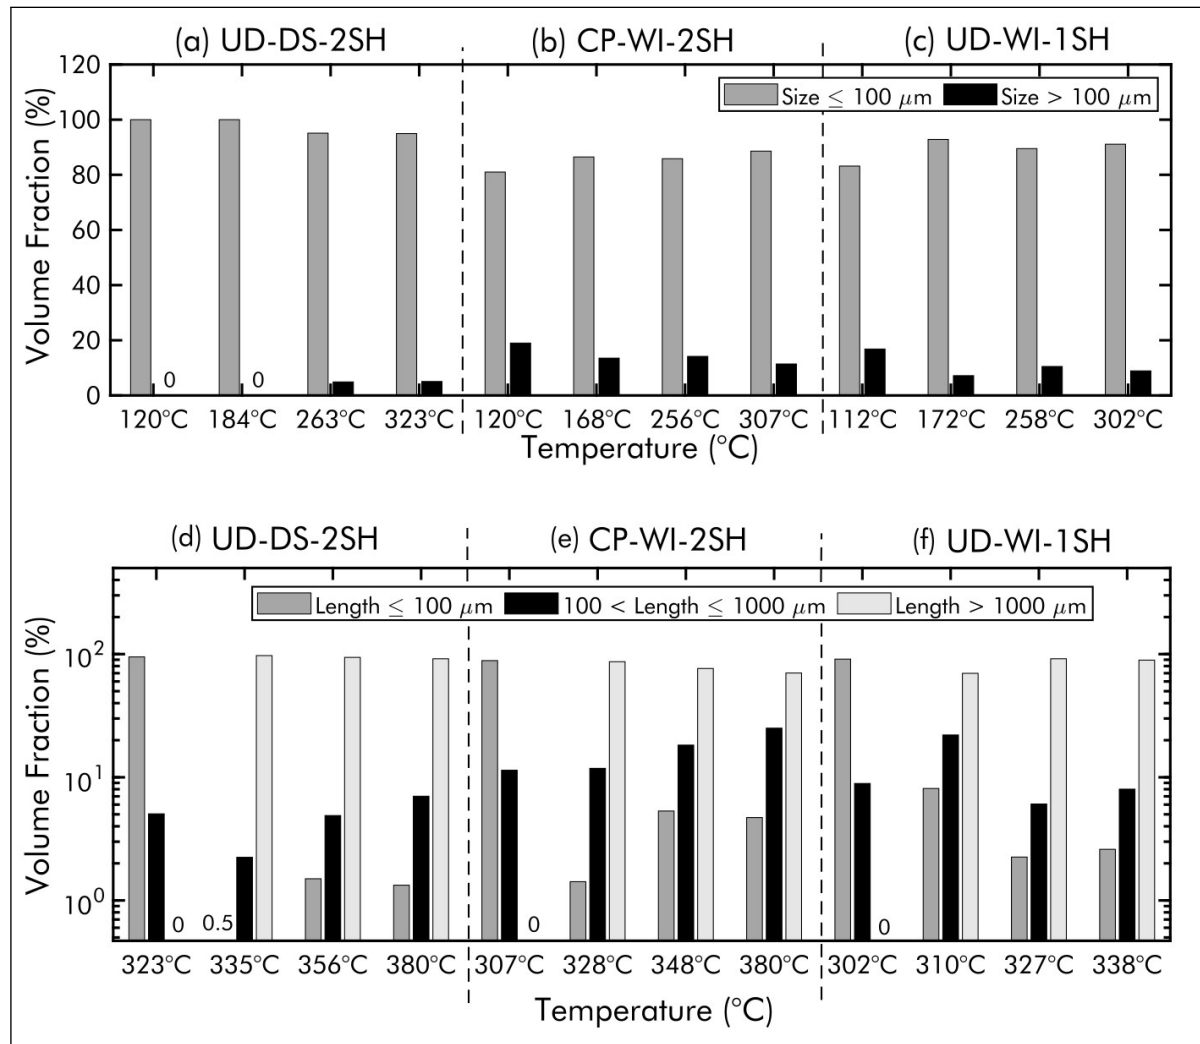 (a) UD-DS-2SH (b) CP-WI-2SH (c) UD-WI-1SH
Size ≤ 100 μm Size > 100 μm
Volume Fraction (%)
120
100
80
60
40
20
0
0 0
120°C 184°C 263°C 323°C 120°C 168°C 256°C 307°C 112°C 172°C 258°C 302°C
Temperature (°C)
(d) UD-DS-2SH (e) CP-WI-2SH (f) UD-WI-1SH
Length ≤ 100 μm 100 < Length ≤ 1000 μm Length > 1000 μm
Volume Fraction (%)
10²
10¹
10⁰
0 0.5 0 0
323°C 335°C 356°C 380°C 307°C 328°C 348°C 380°C 302°C 310°C 327°C 338°C
Temperature (°C)